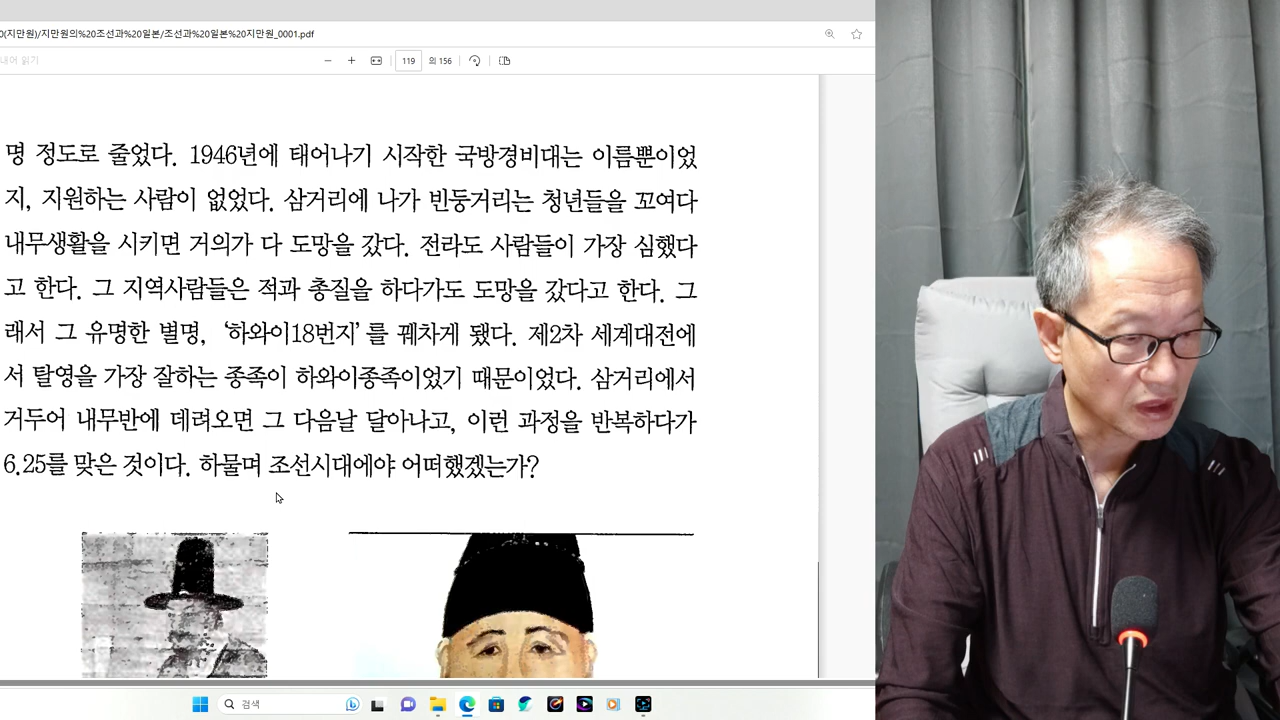 0(지만원)/지만원의%20조선과%20일본/조선과%20일본%20지만원_0001.pdf
내어 읽기
119 의 156
명 정도로 줄었다. 1946년에 태어나기 시작한 국방경비대는 이름뿐이었
지, 지원하는 사람이 없었다. 삼거리에 나가 빈둥거리는 청년들을 꼬여다
내무생활을 시키면 거의가 다 도망을 갔다. 전라도 사람들이 가장 심했다
고 한다. 그 지역사람들은 적과 총질을 하다가도 도망을 갔다고 한다. 그
래서 그 유명한 별명, ‘하와이18번지’를 꿰차게 됐다. 제2차 세계대전에
서 탈영을 가장 잘하는 종족이 하와이종족이었기 때문이었다. 삼거리에서
거두어 내무반에 데려오면 그 다음날 달아나고, 이런 과정을 반복하다가
6.25를 맞은 것이다. 하물며 조선시대에야 어떠했겠는가?
검색